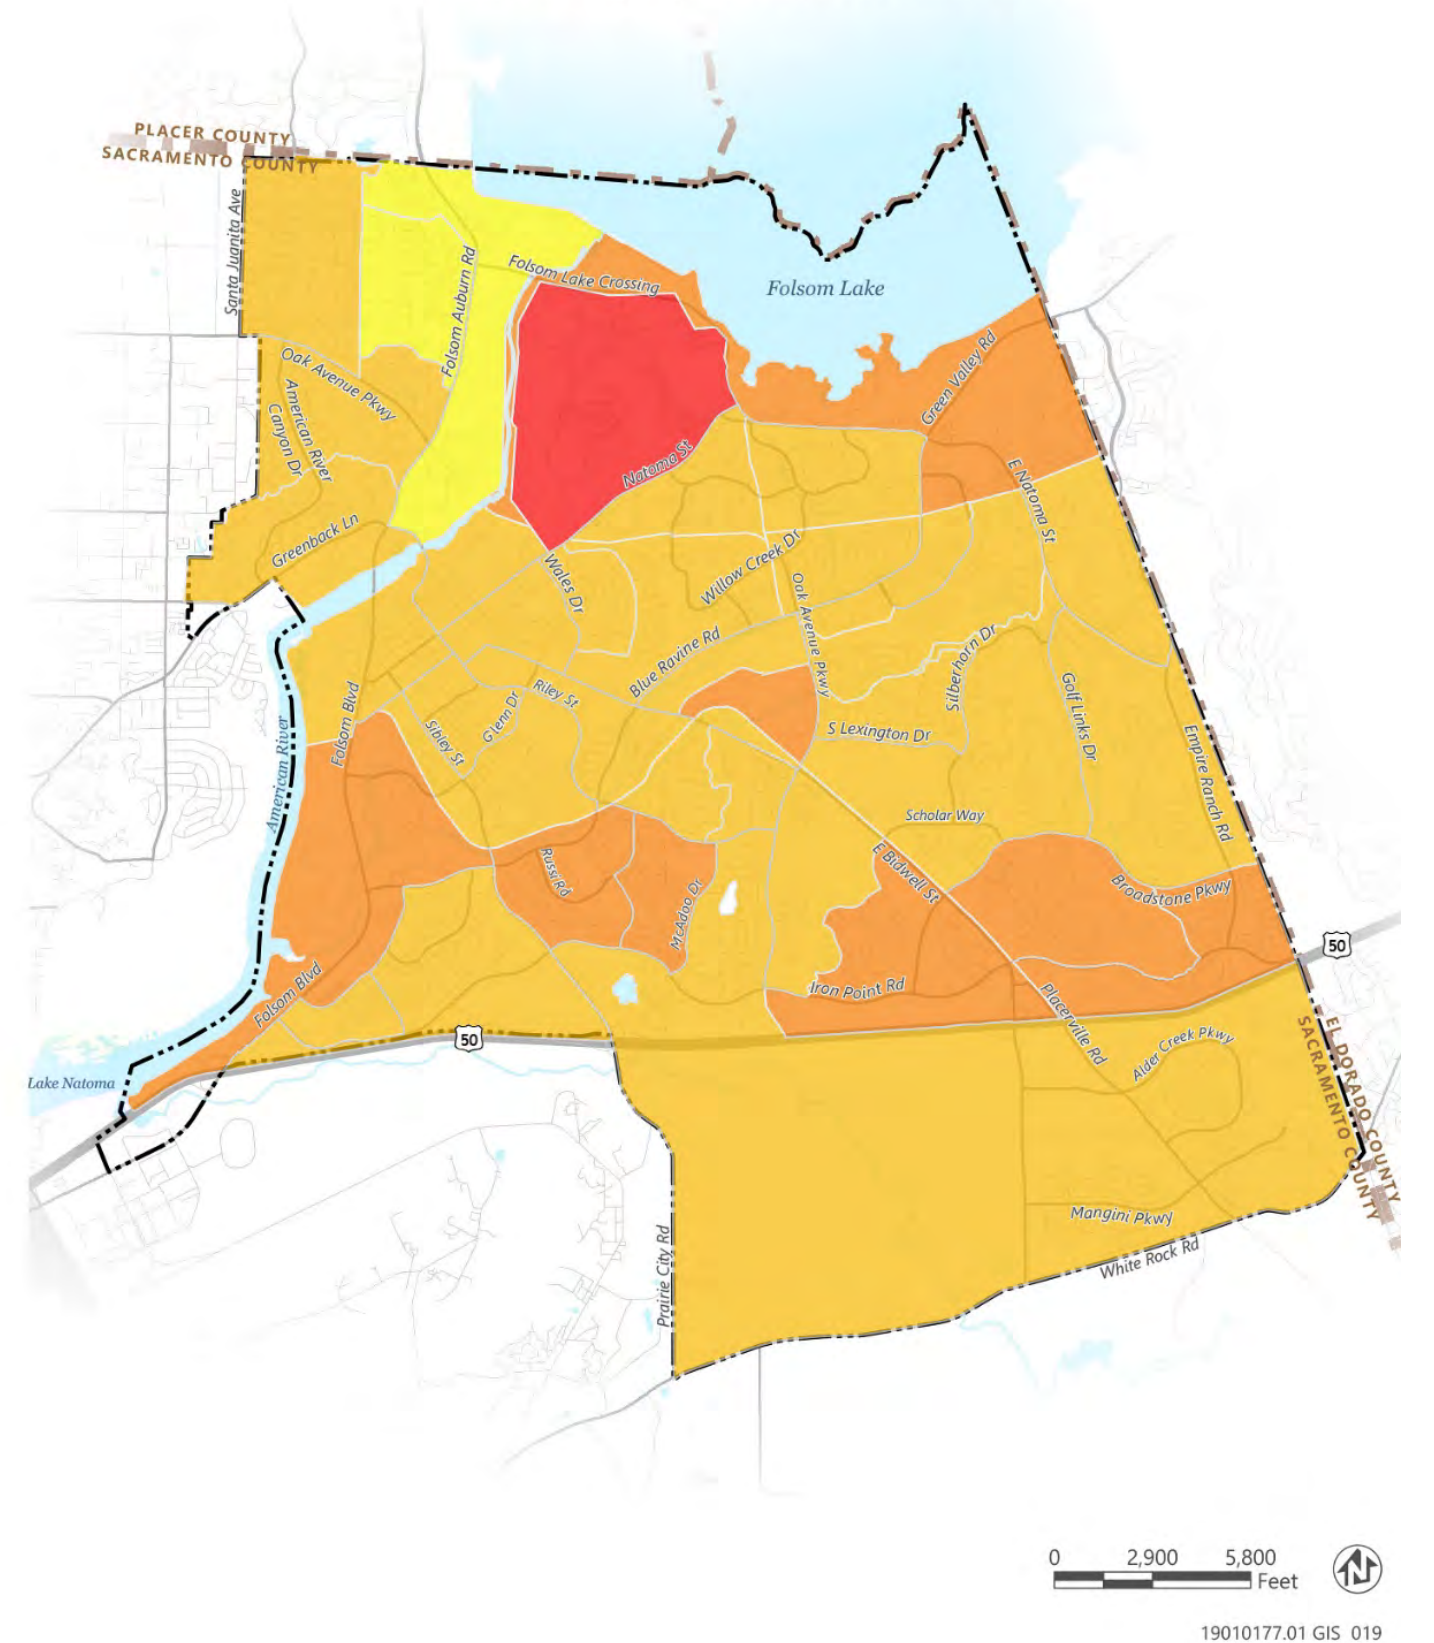 PLACER COUNTY
SACRAMENTO COUNTY
Santa Juanita Ave
Folsom Auburn Rd
Folsom Lake Crossing
Folsom Lake
Green Valley Rd
Oak Avenue Pkwy
American River
Canyon Dr
Natoma St
E Natoma St
Greenback Ln
Wales Dr
Willow Creek Dr
Oak Avenue Pkwy
Blue Ravine Rd
Silberhorn Dr
Folsom Blvd
Sibley St
Glenn Dr
Riley St
S Lexington Dr
Golf Links Dr
Empire Ranch Rd
American River
Scholar Way
Russi Rd
McAdoo Dr
E Bidwell St
Broadstone Pkwy
50
Folsom Blvd
Iron Point Rd
Placerville Rd
50
Alder Creek Pkwy
EL DORADO COUNTY
SACRAMENTO COUNTY
Lake Natoma
Mangini Pkwy
White Rock Rd
Prairie City Rd
0 2,900 5,800
Feet
N
19010177.01 GIS 019